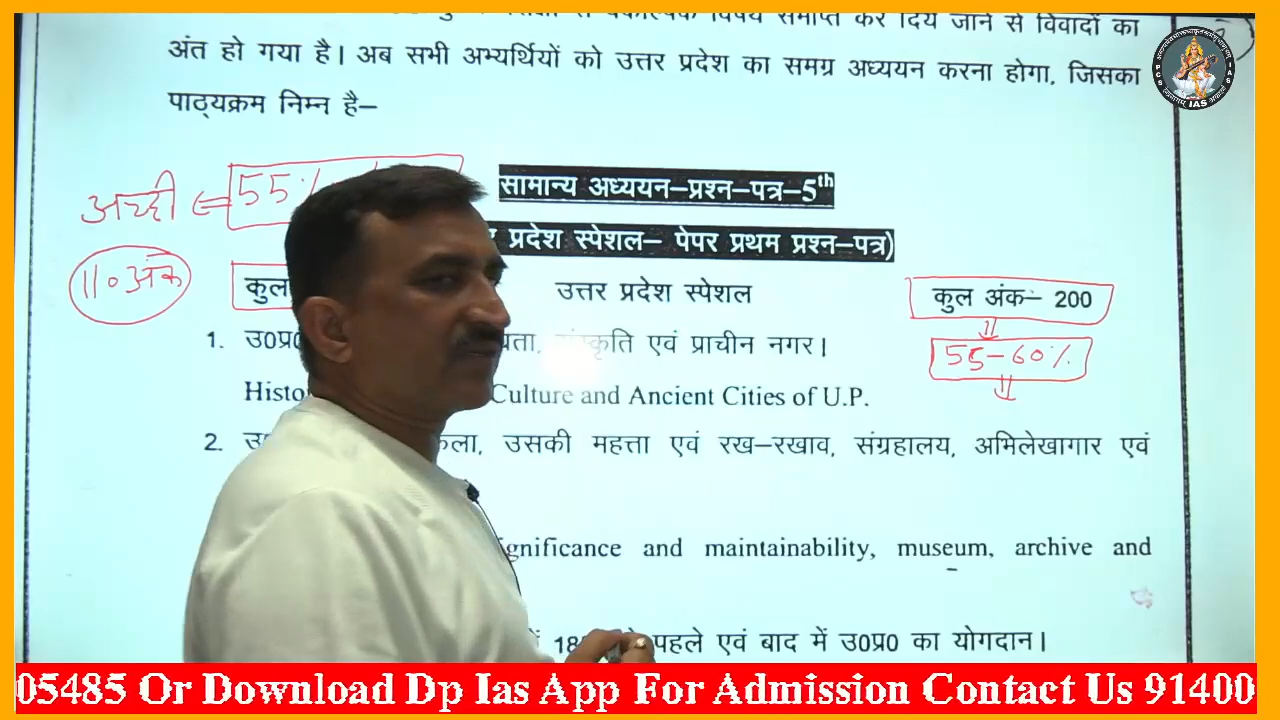 समाप्त कर दिये जाने से विवादों का
अंत हो गया है। अब सभी अभ्यर्थियों को उत्तर प्रदेश का समग्र अध्ययन करना होगा, जिसका
पाठ्यक्रम निम्न है–
अच्छी 55%
सामान्य अध्ययन–प्रश्न–पत्र–5th
प्रदेश स्पेशल– पेपर प्रथम प्रश्न–पत्र)
110 अंक
कुल उत्तर प्रदेश स्पेशल कुल अंक– 200
1. उ0प्र0 संस्कृति एवं प्राचीन नगर।
55–60%
Culture and Ancient Cities of U.P.
2. उसकी महत्ता एवं रख–रखाव, संग्रहालय, अभिलेखागार एवं
and maintainability, museum, archive and
पहले एवं बाद में उ0प्र0 का योगदान।
05485 Or Download Dp Ias App For Admission Contact Us 91400